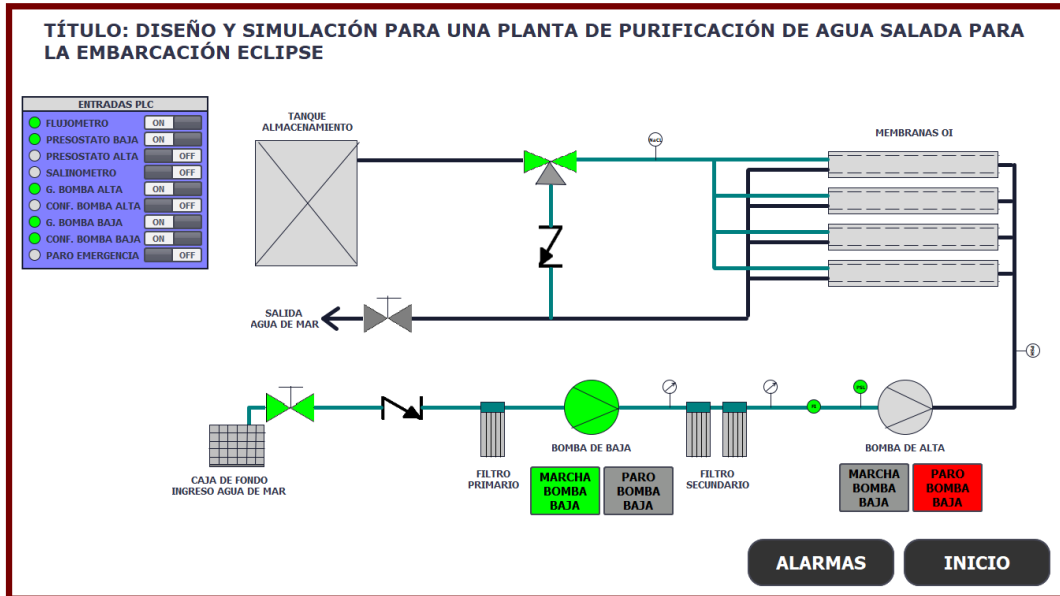 TÍTULO: DISEÑO Y SIMULACIÓN PARA UNA PLANTA DE PURIFICACIÓN DE AGUA SALADA PARA
LA EMBARCACIÓN ECLIPSE
ENTRADAS PLC
FLUJOMETRO ON
PRESOSTATO BAJA ON
PRESOSTATO ALTA OFF
SALINOMETRO OFF
G. BOMBA ALTA ON
CONF. BOMBA ALTA OFF
G. BOMBA BAJA ON
CONF. BOMBA BAJA ON
PARO EMERGENCIA OFF
TANQUE
ALMACENAMIENTO
NaCL
MEMBRANAS OI
SALIDA
AGUA DE MAR
CAJA DE FONDO
INGRESO AGUA DE MAR
FILTRO
PRIMARIO
BOMBA DE BAJA
MARCHA
BOMBA
BAJA
PARO
BOMBA
BAJA
FILTRO
SECUNDARIO
BOMBA DE ALTA
MARCHA
BOMBA
BAJA
PARO
BOMBA
BAJA
ALARMAS
INICIO